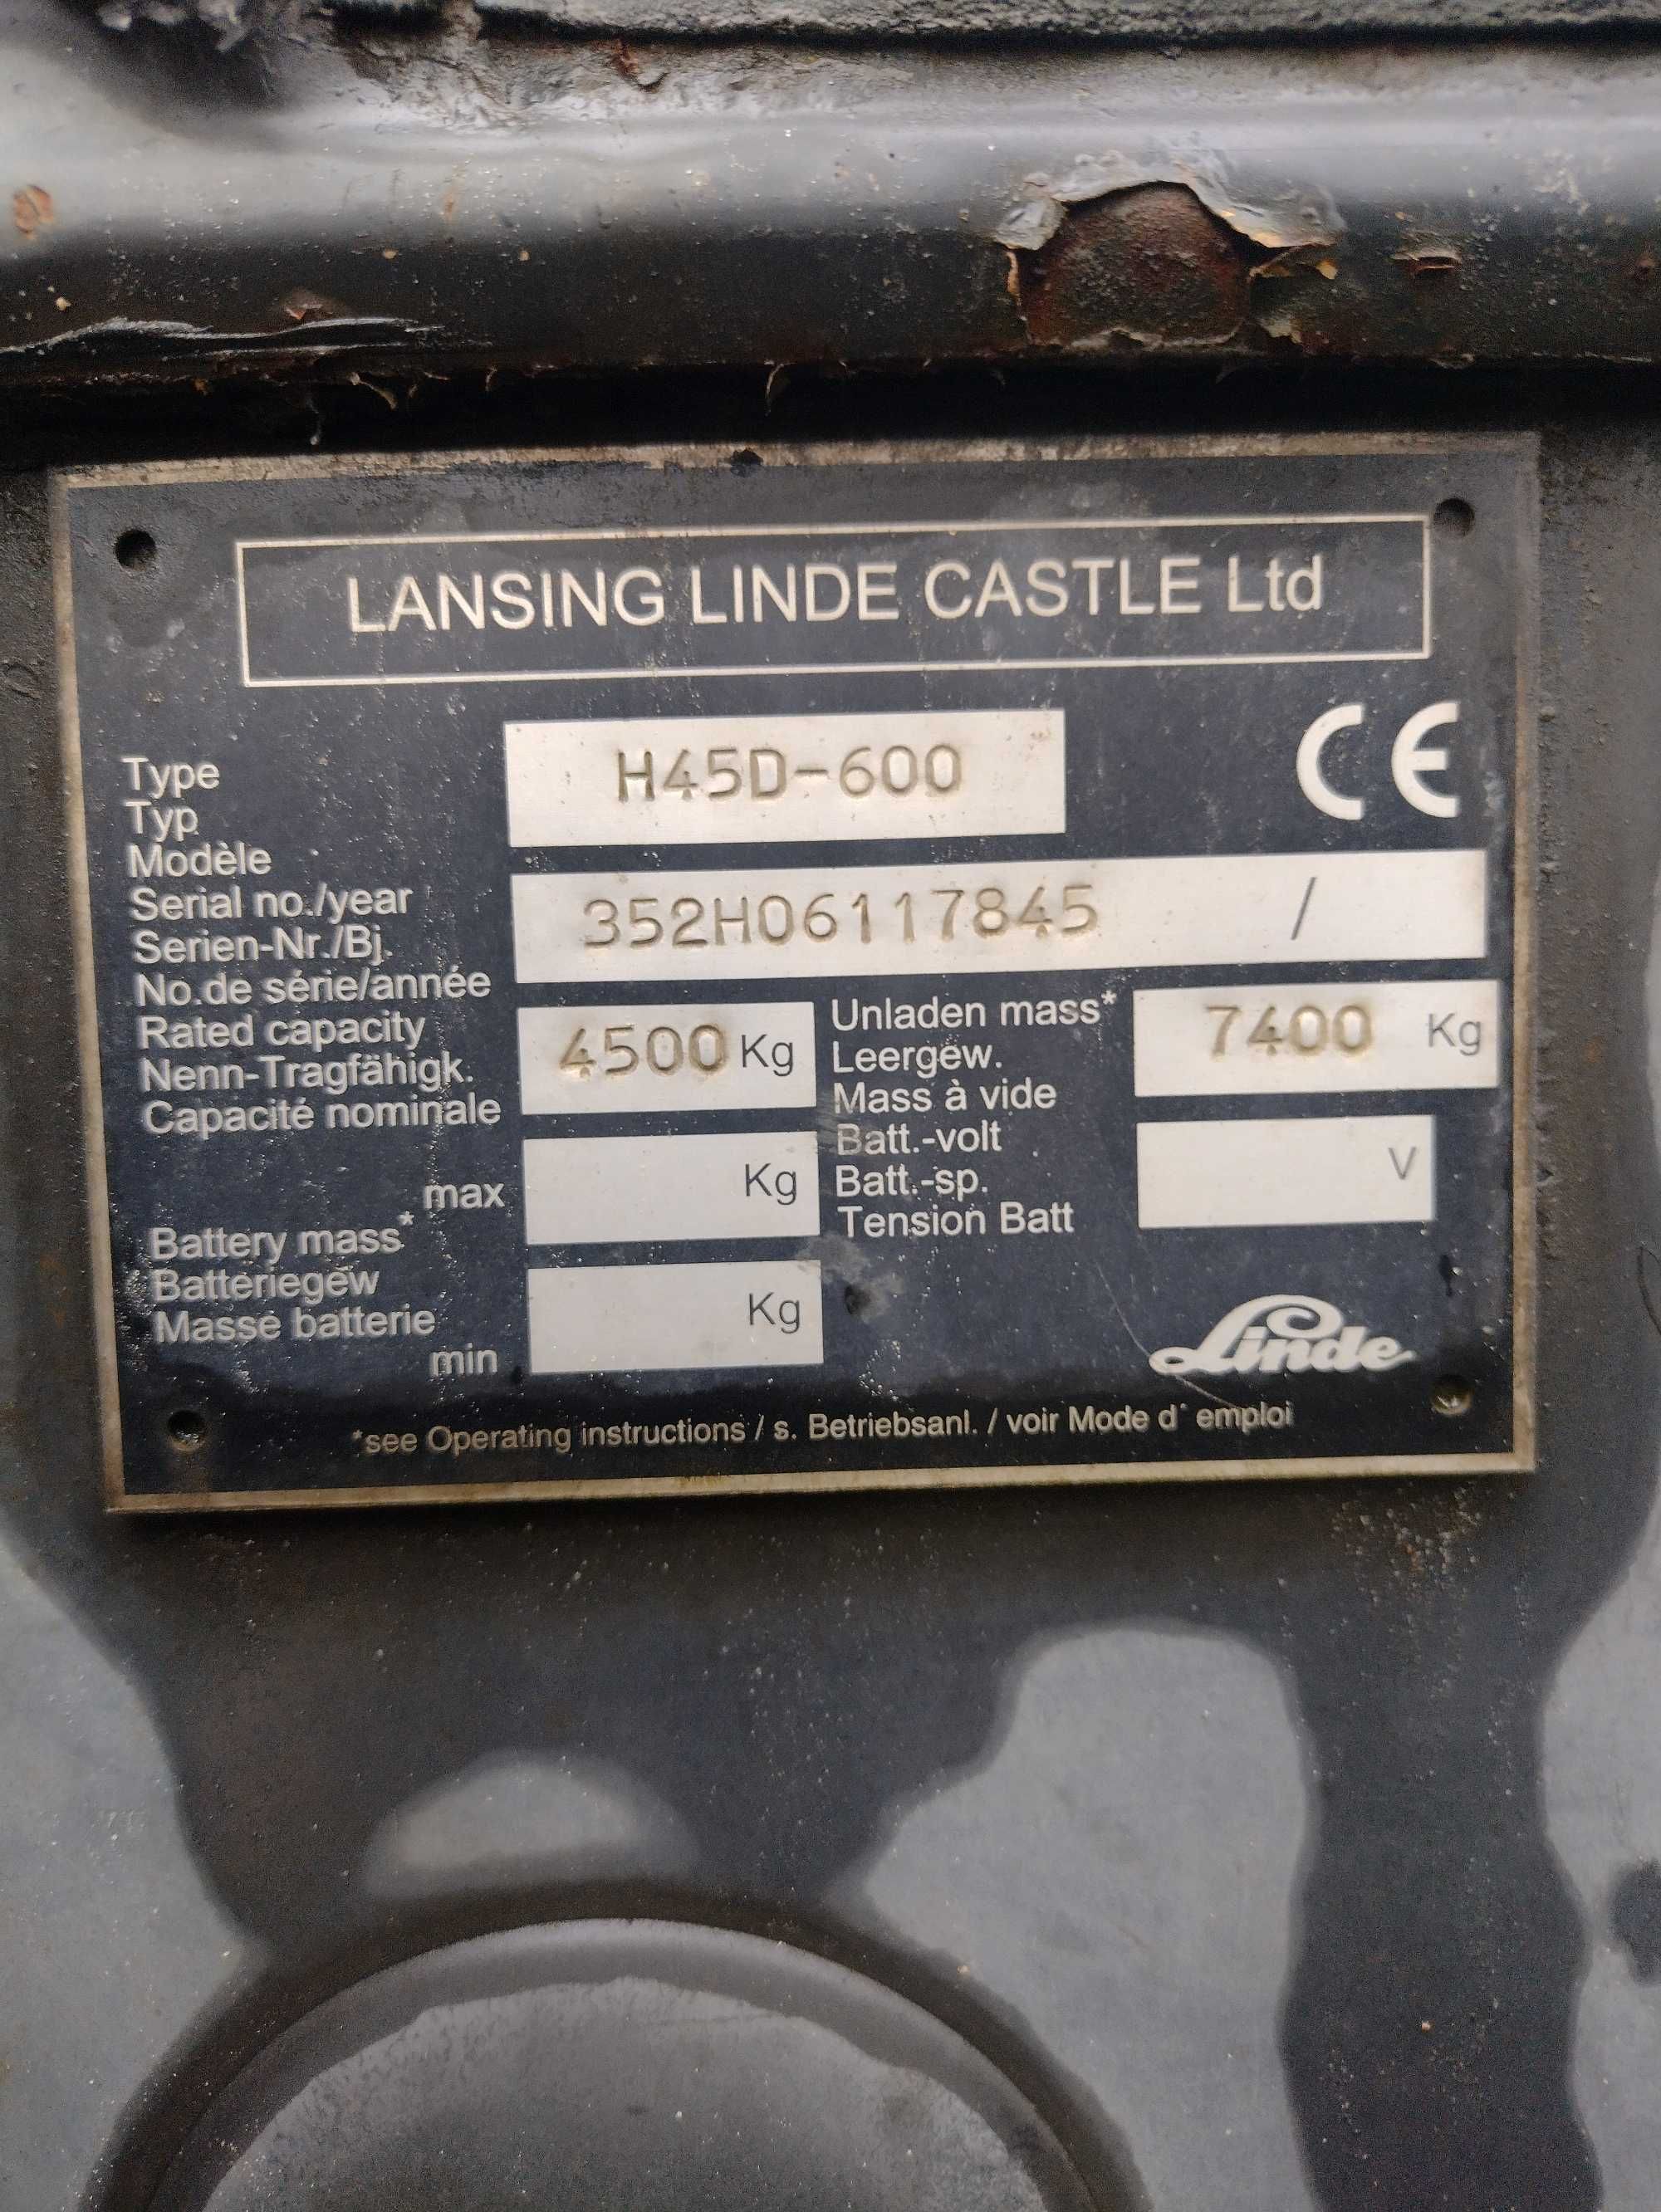 LANSING LINDE CASTLE Ltd
CE
Type
Typ
Modèle
H45D-600
Serial no./year
Serien-Nr./Bj.
No.de série/année
352H06117845 /
Rated capacity
Nenn-Tragfähigk.
Capacité nominale
4500 Kg
Unladen mass*
Leergew.
Mass à vide
7400 Kg
max Kg
Batt.-volt
Batt.-sp.
Tension Batt
V
Battery mass*
Batteriegew
Masse batterie
min Kg
Linde
*see Operating instructions / s. Betriebsanl. / voir Mode d' emploi